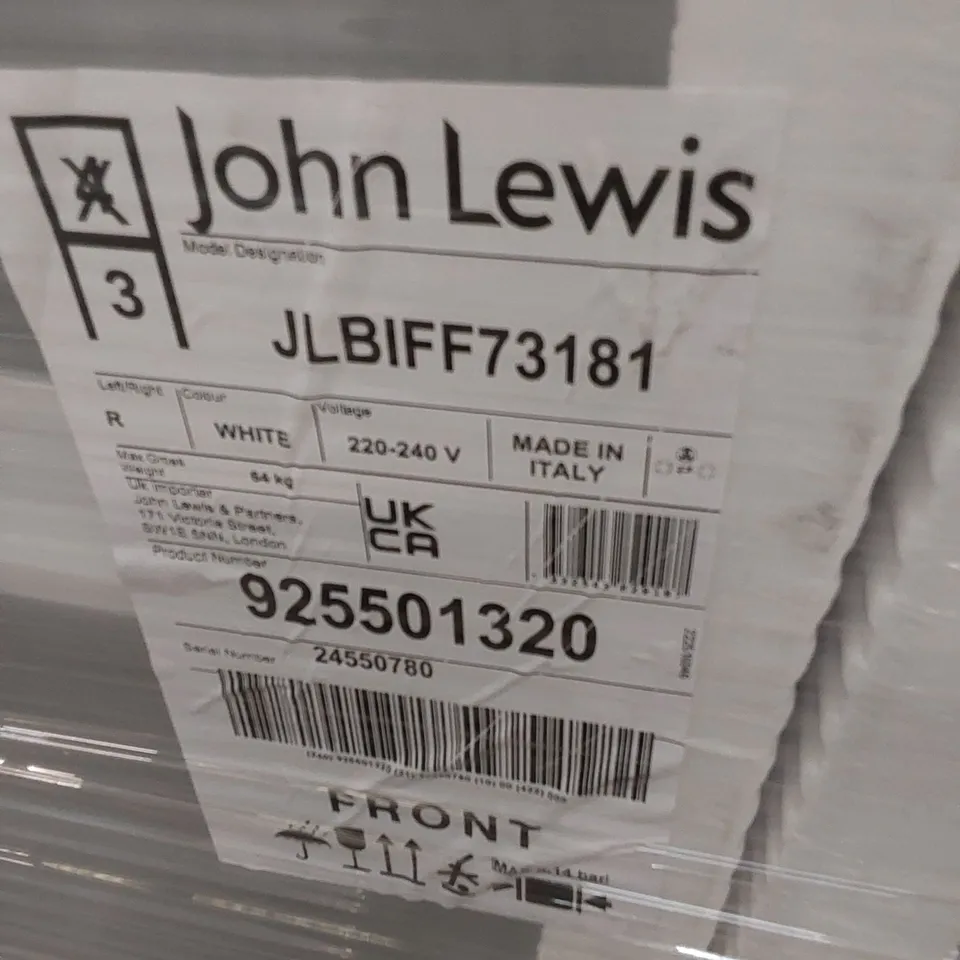 John Lewis
3
Model Designation
JLBIFF73181
Left/Right
R
Colour
WHITE
Voltage
220-240 V
MADE IN
ITALY
Max Gross
Weight
64 kg
UK Importer
John Lewis & Partners,
171 Victoria Street,
SW1E 5NN, London
UK
CA
Product Number
925501320
Serial Number
24550780
FRONT